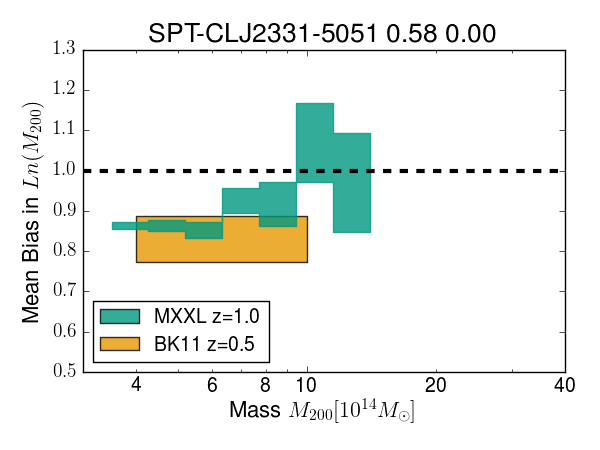 SPT-CLJ2331-5051 0.58 0.00
Mean Bias in Ln(M₂₀₀)
1.3
1.2
1.1
1.0
0.9
0.8
0.7
0.6
0.5
MXXL z=1.0
BK11 z=0.5
4 6 8 10 20 40
Mass M₂₀₀[10¹⁴M☉]